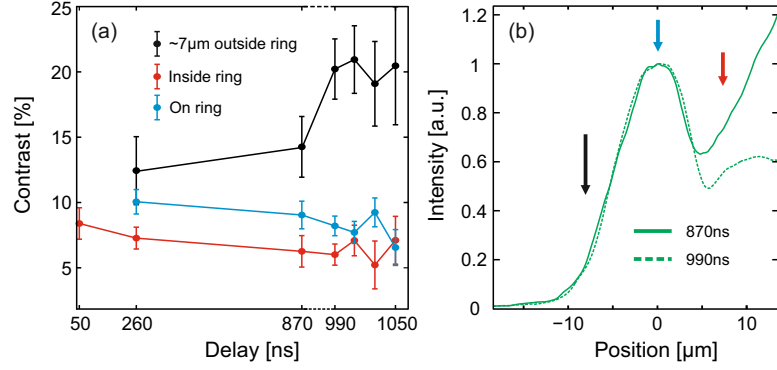 (a)
~7μm outside ring
Inside ring
On ring
25
20
15
10
5
Contrast [%]
50
260
870
990
1050
Delay [ns]
(b)
1.2
1
0.8
0.6
0.4
0.2
0
Intensity [a.u.]
870ns
990ns
−10
−5
0
5
10
Position [μm]